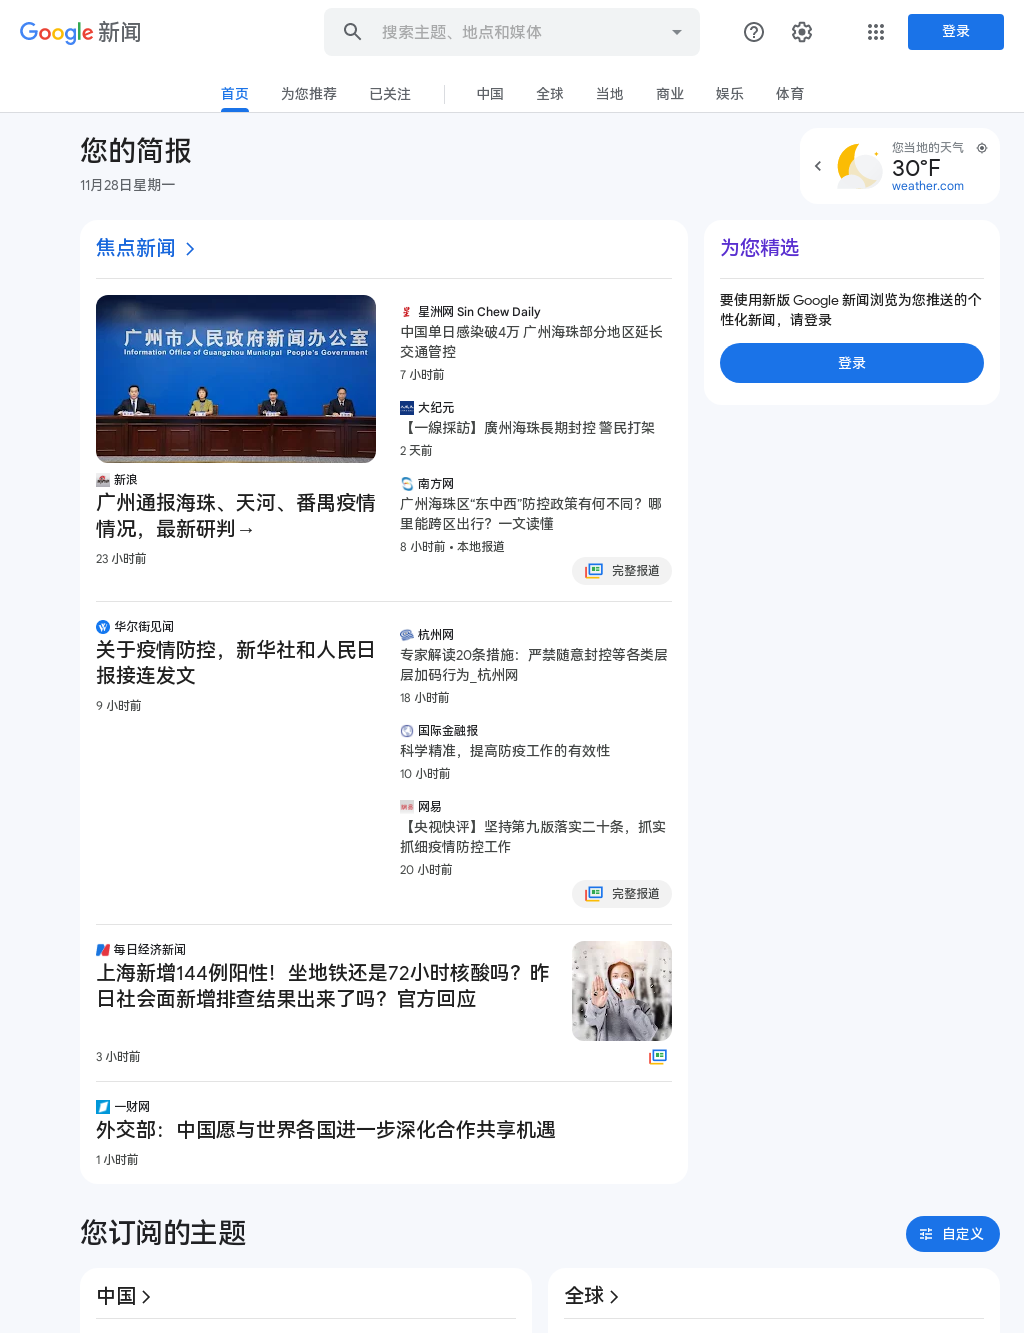 Google 新闻
搜索主题、地点和媒体
登录
首页
为您推荐
已关注
中国
全球
当地
商业
娱乐
体育
您的简报
11月28日星期一
您当地的天气
30°F
weather.com
焦点新闻
广州市人民政府新闻办公室
Information Office of Guangzhou Municipal People's Government
新浪
广州通报海珠、天河、番禺疫情
情况，最新研判→
23 小时前
星洲网 Sin Chew Daily
中国单日感染破4万 广州海珠部分地区延长
交通管控
7 小时前
大纪元
【一線採訪】廣州海珠長期封控 警民打架
2 天前
南方网
广州海珠区“东中西”防控政策有何不同？哪
里能跨区出行？一文读懂
8 小时前 • 本地报道
完整报道
华尔街见闻
关于疫情防控，新华社和人民日
报接连发文
9 小时前
杭州网
专家解读20条措施：严禁随意封控等各类层
层加码行为_杭州网
18 小时前
国际金融报
科学精准，提高防疫工作的有效性
10 小时前
网易
【央视快评】坚持第九版落实二十条，抓实
抓细疫情防控工作
20 小时前
完整报道
每日经济新闻
上海新增144例阳性！坐地铁还是72小时核酸吗？昨
日社会面新增排查结果出来了吗？官方回应
3 小时前
一财网
外交部：中国愿与世界各国进一步深化合作共享机遇
1 小时前
为您精选
要使用新版 Google 新闻浏览为您推送的个
性化新闻，请登录
登录
您订阅的主题
自定义
中国
全球